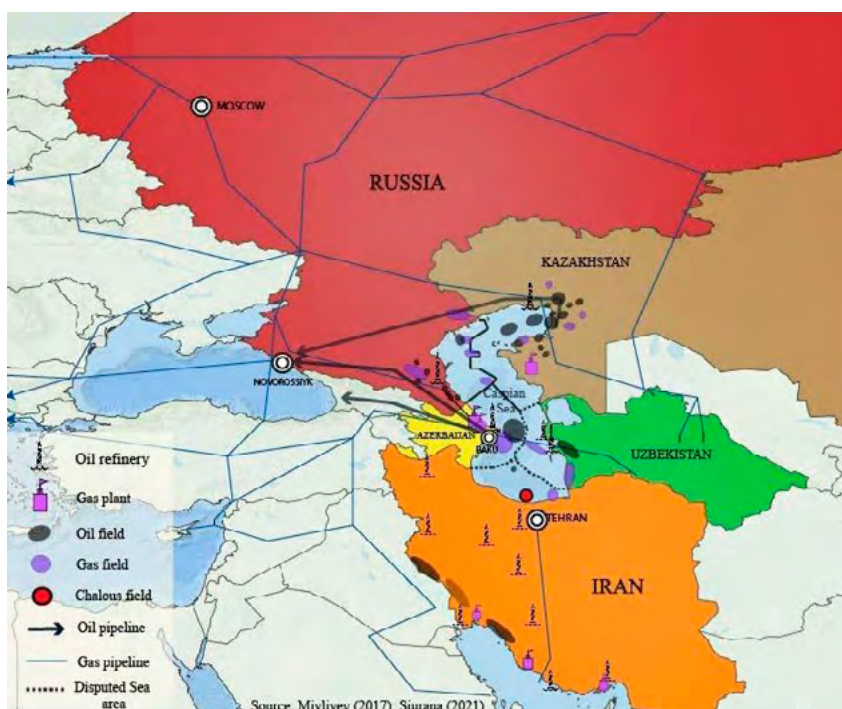 MOSCOW
RUSSIA
KAZAKHSTAN
NOVOROSSIYK
Caspian
Sea
AZERBAIJAN
BAKU
UZBEKISTAN
TEHRAN
IRAN
Oil refinery
Gas plant
Oil field
Gas field
Chalous field
Oil pipeline
Gas pipeline
Disputed Sea
area
Source. Mivlivev (2017). Siurana (2021)